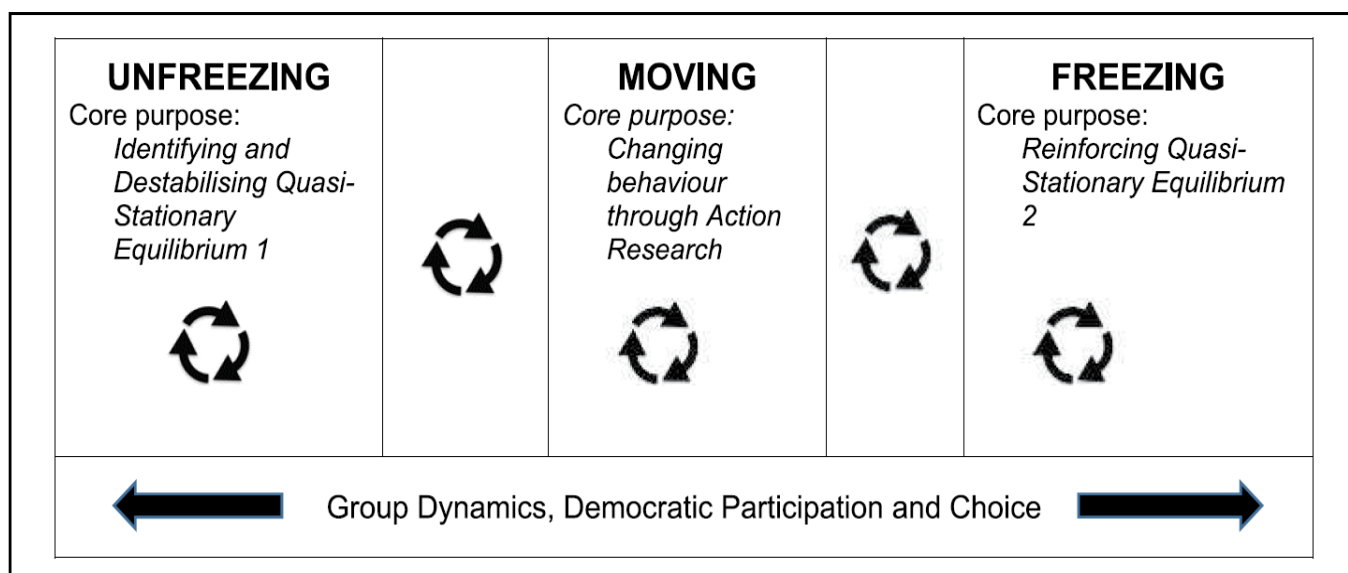 UNFREEZING
Core purpose:
Identifying and
Destabilising Quasi-
Stationary
Equilibrium 1
MOVING
Core purpose:
Changing
behaviour
through Action
Research
FREEZING
Core purpose:
Reinforcing Quasi-
Stationary Equilibrium
2
Group Dynamics, Democratic Participation and Choice